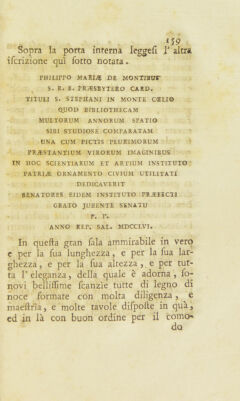 159
Sopra la porta interna leggesi l'altra
iscrizione quì sotto notata.
PHILIPPO MARIÆ DE MONTIBUS
S. R. E. PRÆSBYTERO CARD.
TITULI S. STEPHANI IN MONTE CŒLIO
QUOD BIBLIOTHECAM
MULTORUM ANNORUM SPATIO
SIBI STUDIOSE COMPARATAM
UNA CUM PICTIS PLURIMORUM
PRÆSTANTIUM VIRORUM IMAGINIBUS
IN HOC SCIENTIARUM ET ARTIUM INSTITUTO
PATRIÆ ORNAMENTO CIVIUM UTILITATI
DEDICAVERIT
SENATORES EIDEM INSTITUTO PRÆFECTI
GRATO JUBENTE SENATU
P. P.
ANNO REP. SAL. MDCCLVI.
In questa gran sala ammirabile in vero
e per la sua lunghezza, e per la sua lar-
ghezza, e per la sua altezza, e per tut-
ta l'eleganza, della quale è adorna, so-
novi bellissime scanzìe tutte di legno di
noce formate con molta diligenza, e
maestrìa, e molte tavole disposte in quà,
ed in là con buon ordine per il como-
do